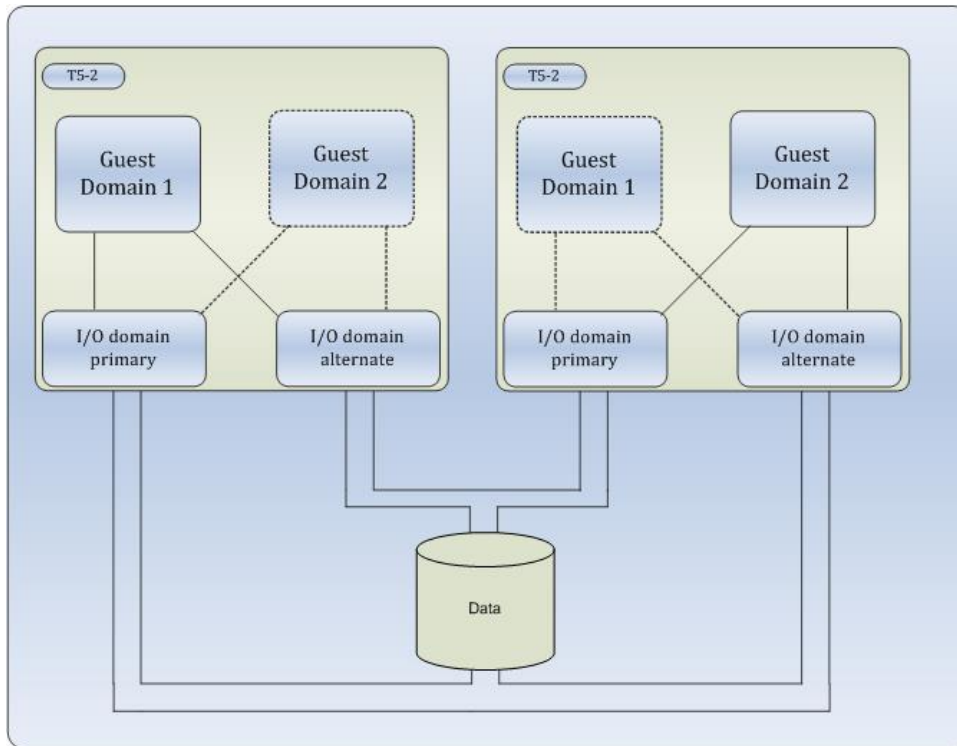 T5-2
Guest
Domain 1
Guest
Domain 2
I/O domain
primary
I/O domain
alternate
T5-2
Guest
Domain 1
Guest
Domain 2
I/O domain
primary
I/O domain
alternate
Data